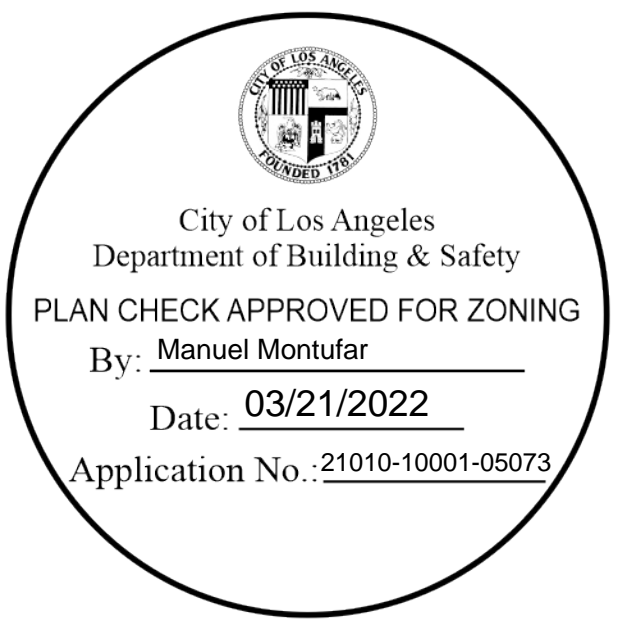 CITY OF LOS ANGELES
FOUNDED 1781
City of Los Angeles
Department of Building & Safety
PLAN CHECK APPROVED FOR ZONING
By: Manuel Montufar
Date: 03/21/2022
Application No.: 21010-10001-05073